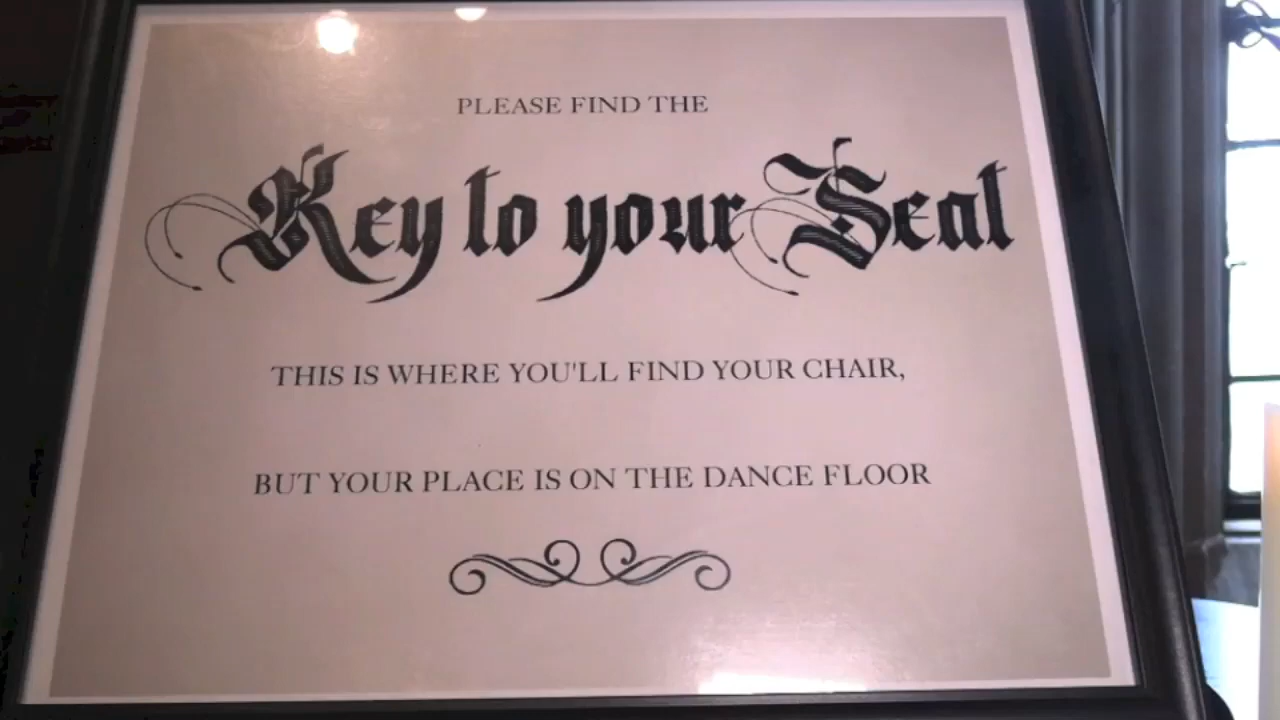 PLEASE FIND THE
Key to your Seat
THIS IS WHERE YOU'LL FIND YOUR CHAIR,
BUT YOUR PLACE IS ON THE DANCE FLOOR